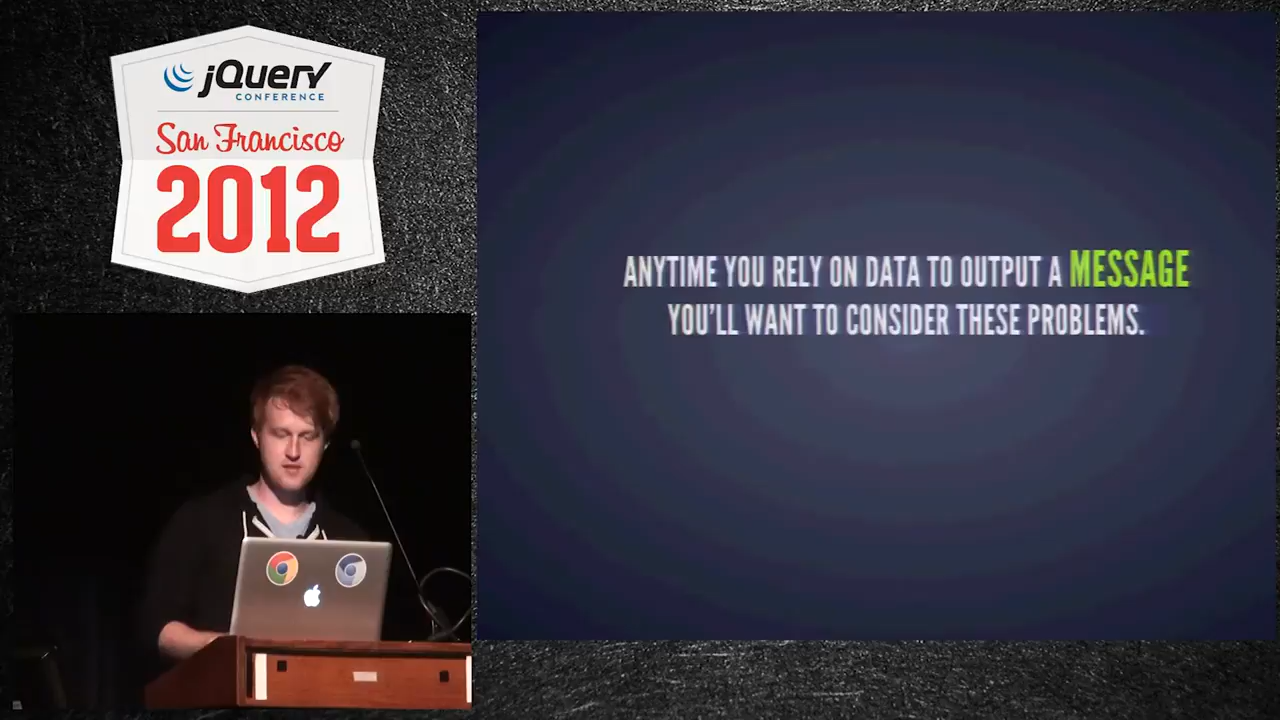 jQuery
CONFERENCE
San Francisco
2012
ANYTIME YOU RELY ON DATA TO OUTPUT A MESSAGE
YOU'LL WANT TO CONSIDER THESE PROBLEMS.